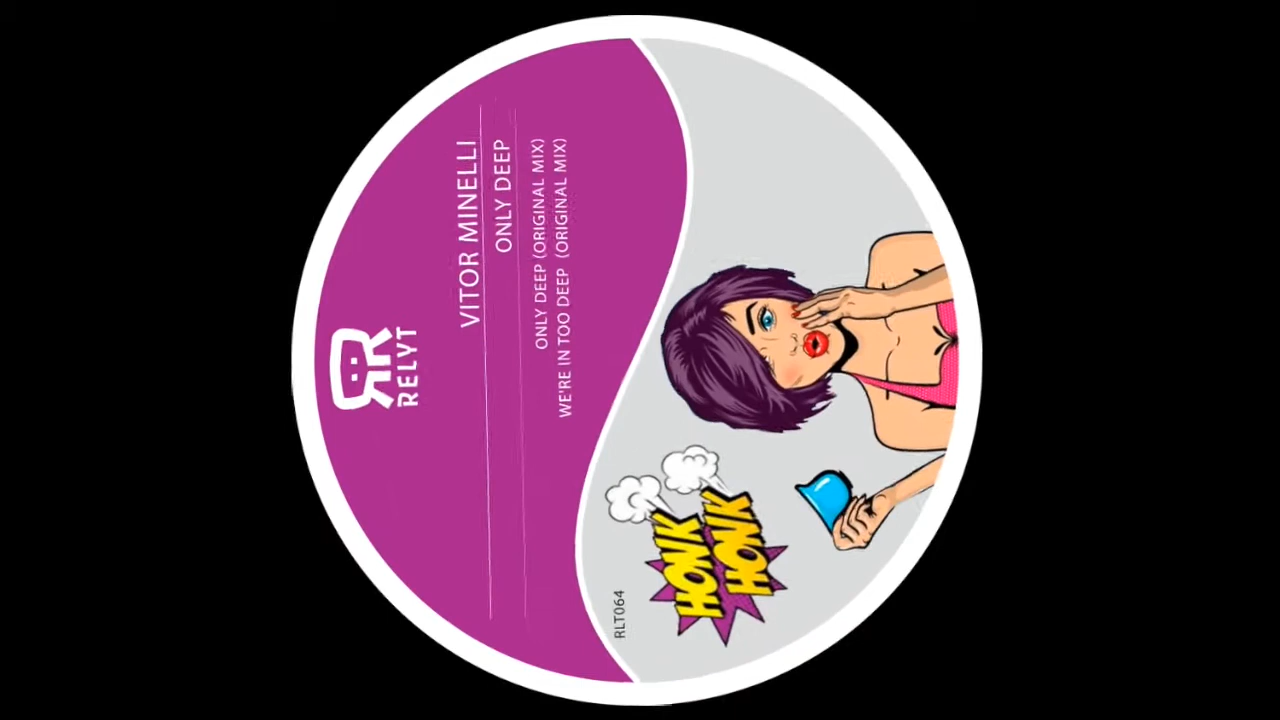 RELYT
VITOR MINELLI
ONLY DEEP
ONLY DEEP (ORIGINAL MIX)
WE'RE IN TOO DEEP (ORIGINAL MIX)
RLT064
HONK
HONK